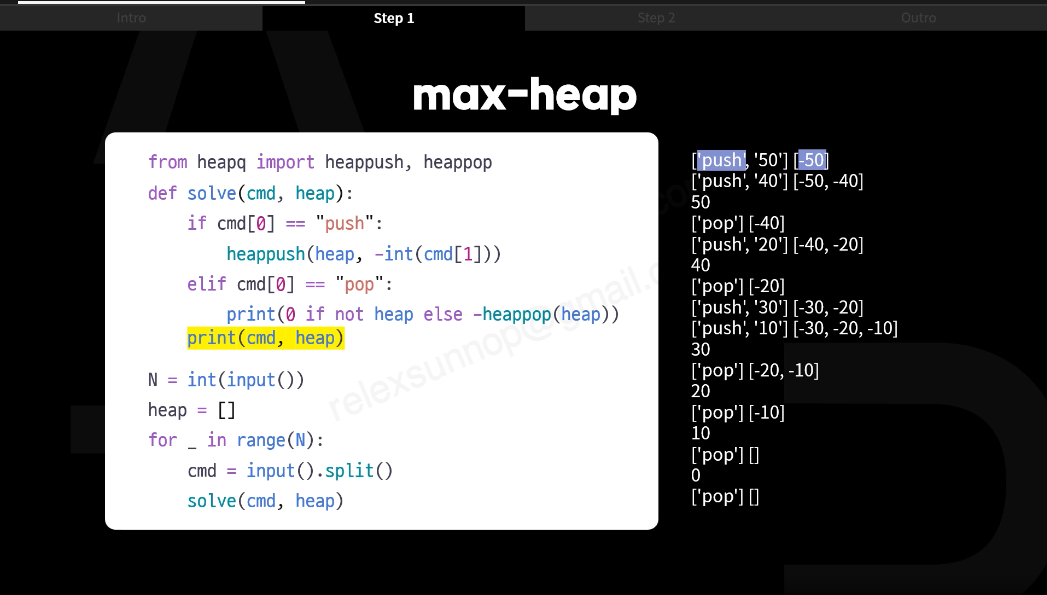 Intro
Step 1
Step 2
Outro
max-heap
from heapq import heappush, heappop
def solve(cmd, heap):
if cmd[0] == "push":
heappush(heap, -int(cmd[1]))
elif cmd[0] == "pop":
print(0 if not heap else -heappop(heap))
print(cmd, heap)
N = int(input())
heap = []
for _ in range(N):
cmd = input().split()
solve(cmd, heap)
['push', '50'] [-50]
['push', '40'] [-50, -40]
50
['pop'] [-40]
['push', '20'] [-40, -20]
40
['pop'] [-20]
['push', '30'] [-30, -20]
['push', '10'] [-30, -20, -10]
30
['pop'] [-20, -10]
20
['pop'] [-10]
10
['pop'] []
0
['pop'] []
relexsunnop@gmail.com